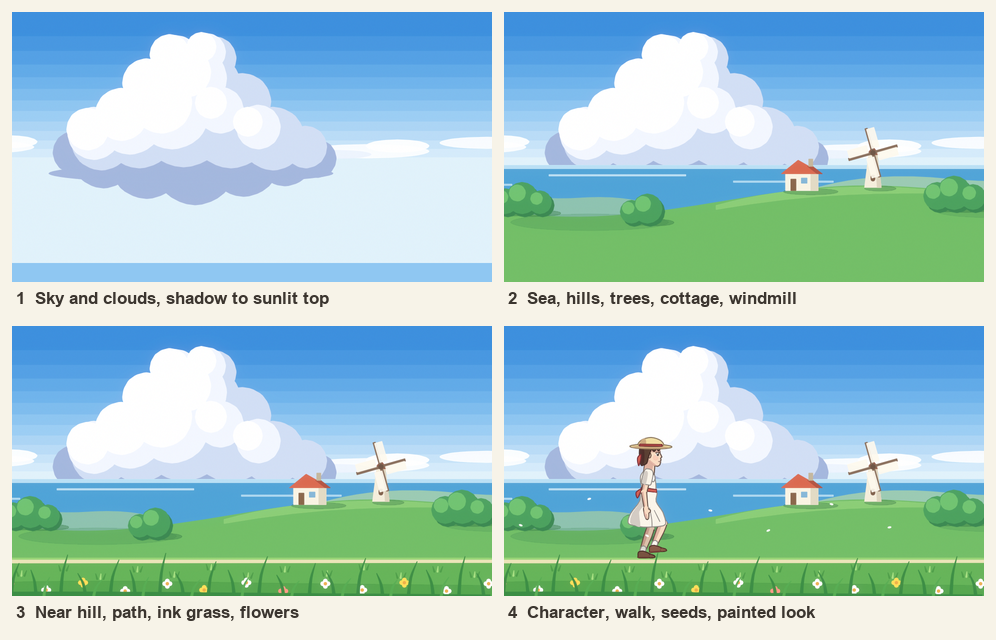 1 Sky and clouds, shadow to sunlit top
2 Sea, hills, trees, cottage, windmill
3 Near hill, path, ink grass, flowers
4 Character, walk, seeds, painted look